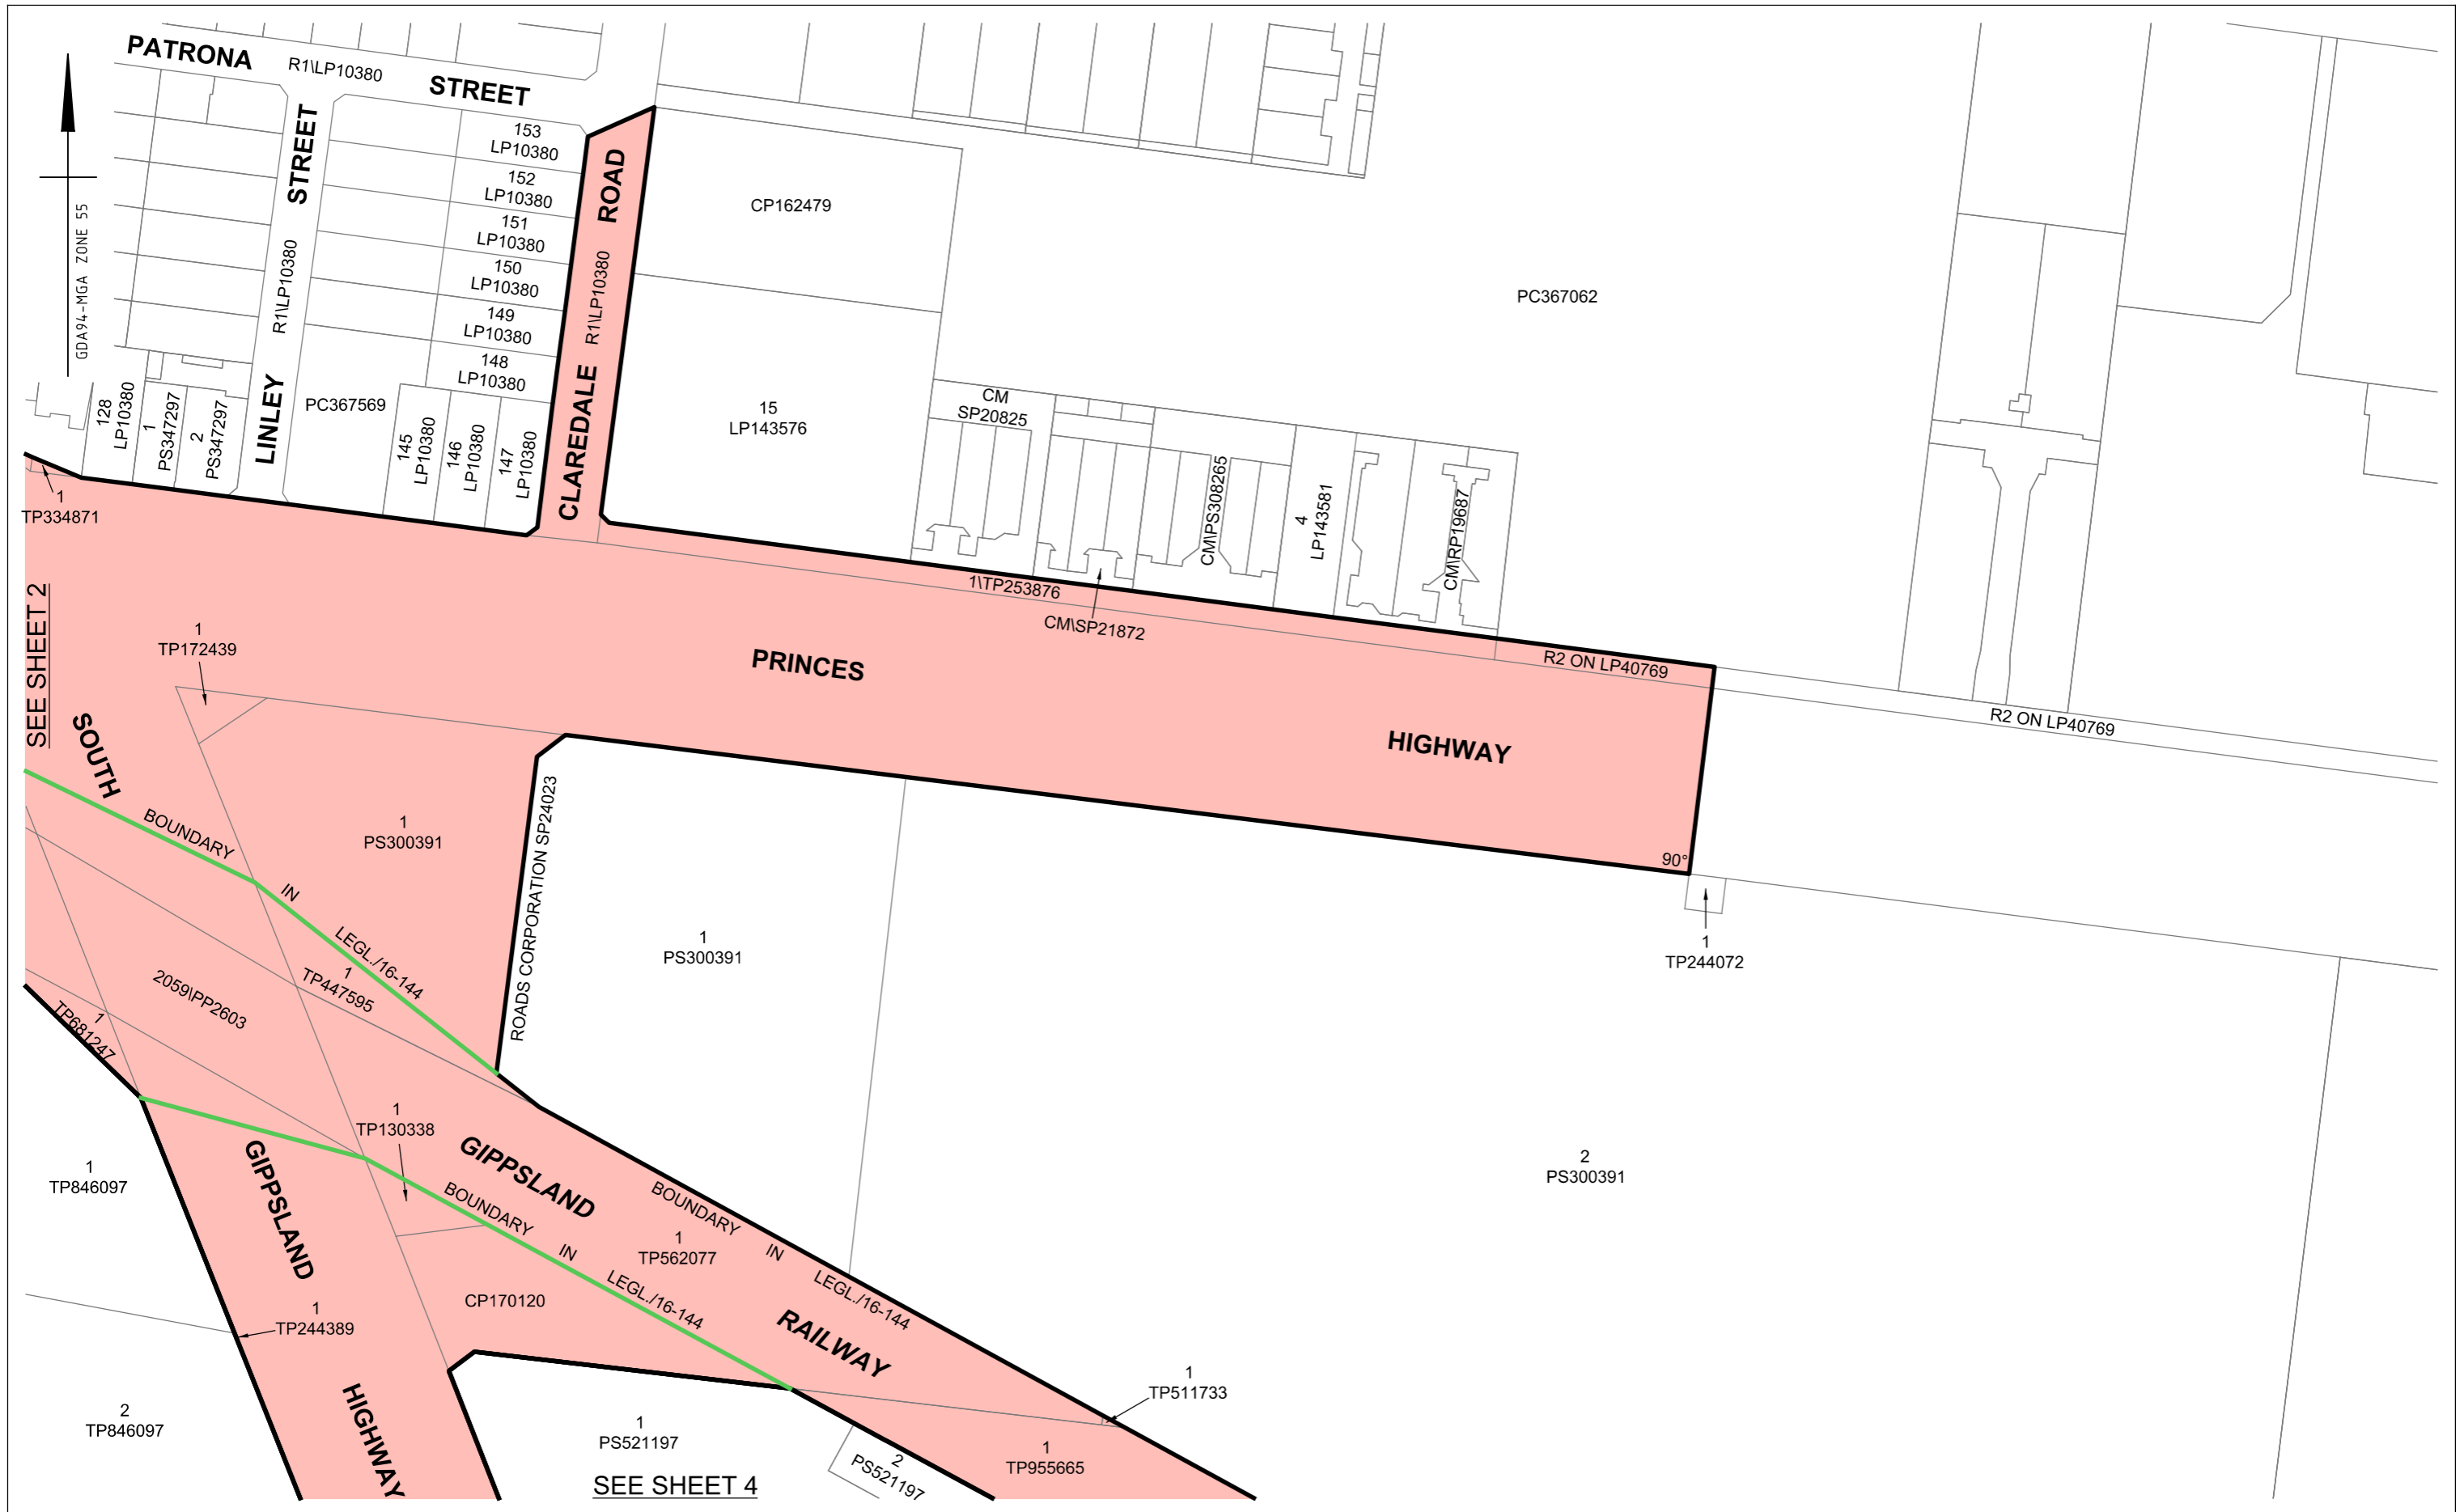 PATRONA
R1\LP10380
STREET
GDA94-MGA ZONE 55
STREET
R1\LP10380
LINLEY
153
LP10380
152
LP10380
151
LP10380
150
LP10380
149
LP10380
148
LP10380
ROAD
R1\LP10380
CLAREDALE
CP162479
PC367062
128
LP10380
1
PS347297
2
PS347297
PC367569
145
LP10380
146
LP10380
147
LP10380
15
LP143576
CM
SP20825
CM\PS308265
4
LP143581
CM\RP19687
1
TP334871
1\TP253876
CM\SP21872
SEE SHEET 2
1
TP172439
PRINCES
R2 ON LP40769
HIGHWAY
R2 ON LP40769
SOUTH
90°
BOUNDARY
IN
LEGL./16-144
1
PS300391
ROADS CORPORATION SP24023
1
PS300391
1
TP244072
2059\PP2603
1
TP447595
1
TP681247
1
TP130338
GIPPSLAND
BOUNDARY
IN
LEGL./16-144
2
PS300391
1
TP846097
GIPPSLAND
BOUNDARY
IN
LEGL./16-144
1
TP562077
CP170120
1
TP244389
RAILWAY
1
TP511733
HIGHWAY
2
TP846097
1
PS521197
2
PS521197
1
TP955665
SEE SHEET 4